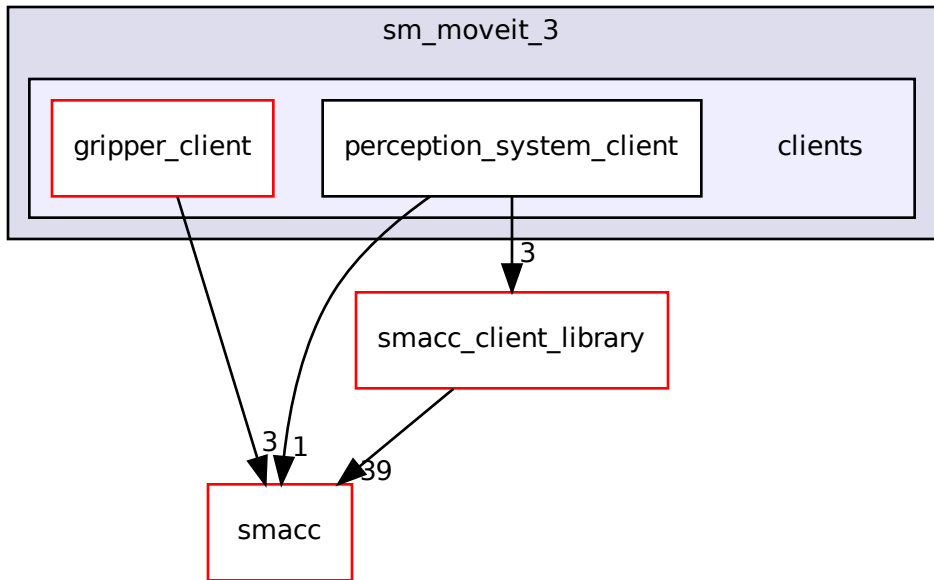 sm_moveit_3
gripper_client
perception_system_client
clients
3
smacc_client_library
3
1
39
smacc